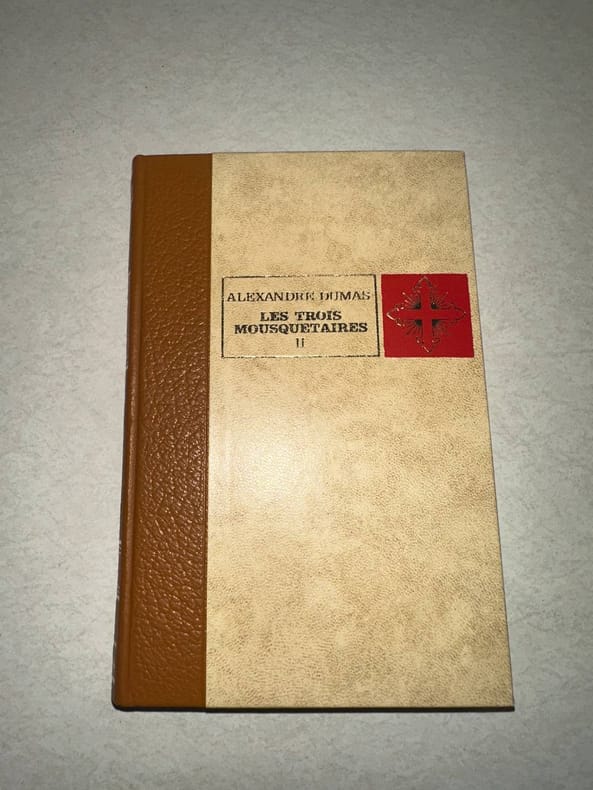 ALEXANDRE DUMAS
LES TROIS
MOUSQUETAIRES
II